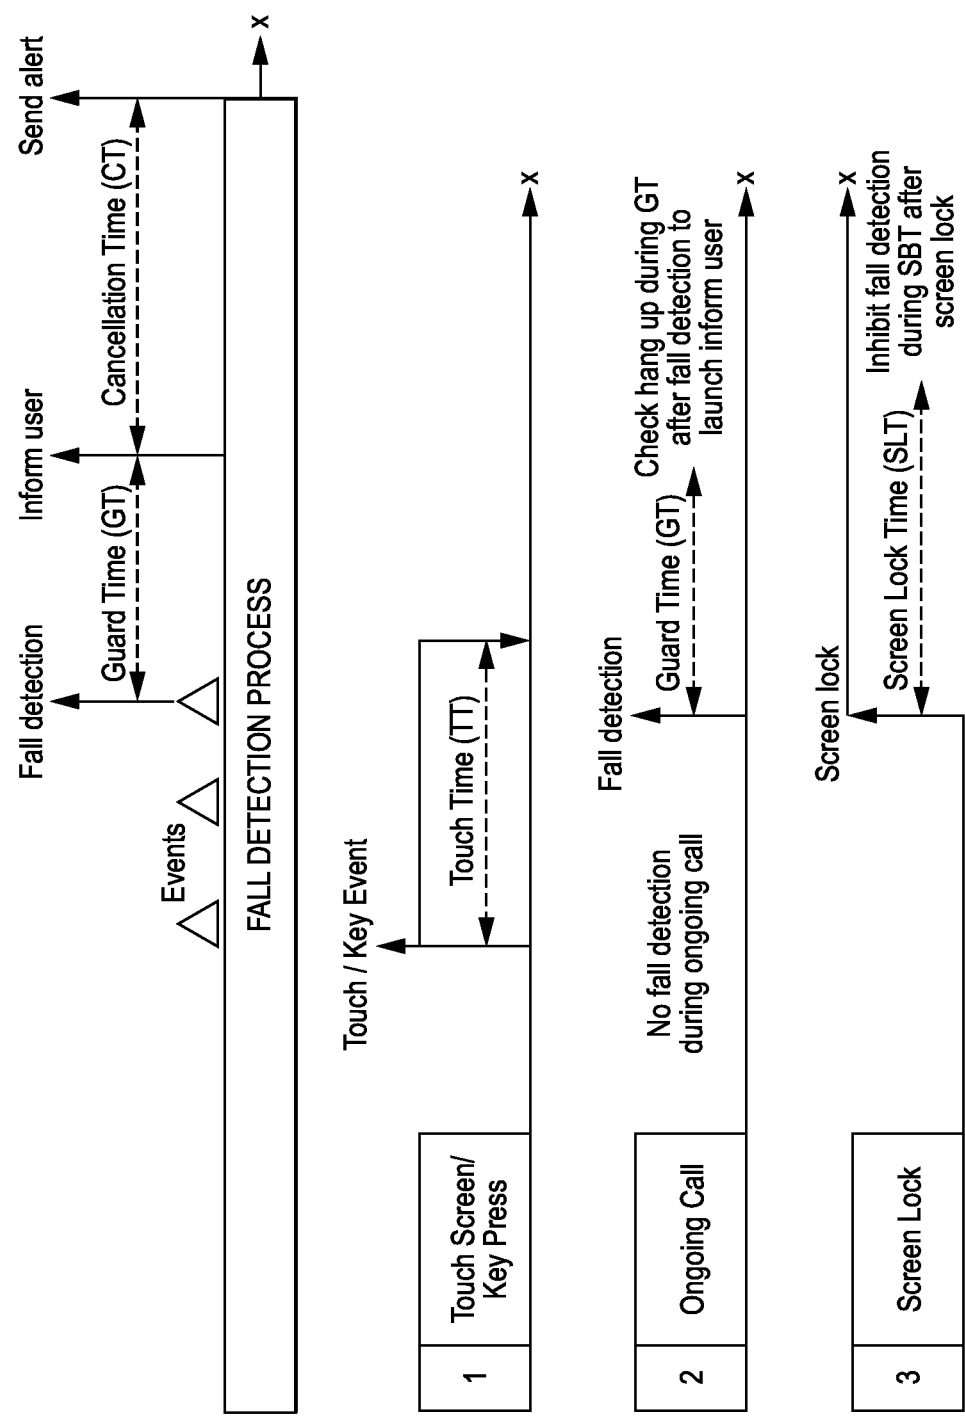 Fall detection
Inform user
Send alert
Guard Time (GT)
Cancellation Time (CT)
Events
x
FALL DETECTION PROCESS
Touch / Key Event
1
Touch Screen/
Key Press
Touch Time (TT)
x
2
Ongoing Call
No fall detection
during ongoing call
Fall detection
Guard Time (GT)
Check hang up during GT
after fall detection to
launch inform user
x
3
Screen Lock
Screen lock
Screen Lock Time (SLT)
x
Inhibit fall detection
during SBT after
screen lock